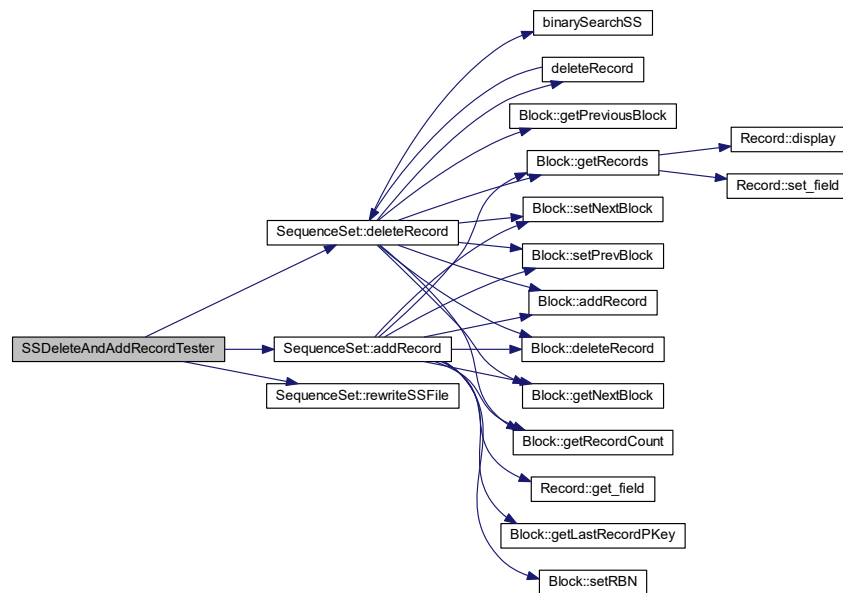 binarySearchSS
deleteRecord
Block::getPreviousBlock
Record::display
Block::getRecords
Record::set_field
Block::setNextBlock
SequenceSet::deleteRecord
Block::setPrevBlock
Block::addRecord
SSDeleteAndAddRecordTester
SequenceSet::addRecord
Block::deleteRecord
SequenceSet::rewriteSSFile
Block::getNextBlock
Block::getRecordCount
Record::get_field
Block::getLastRecordPKey
Block::setRBN